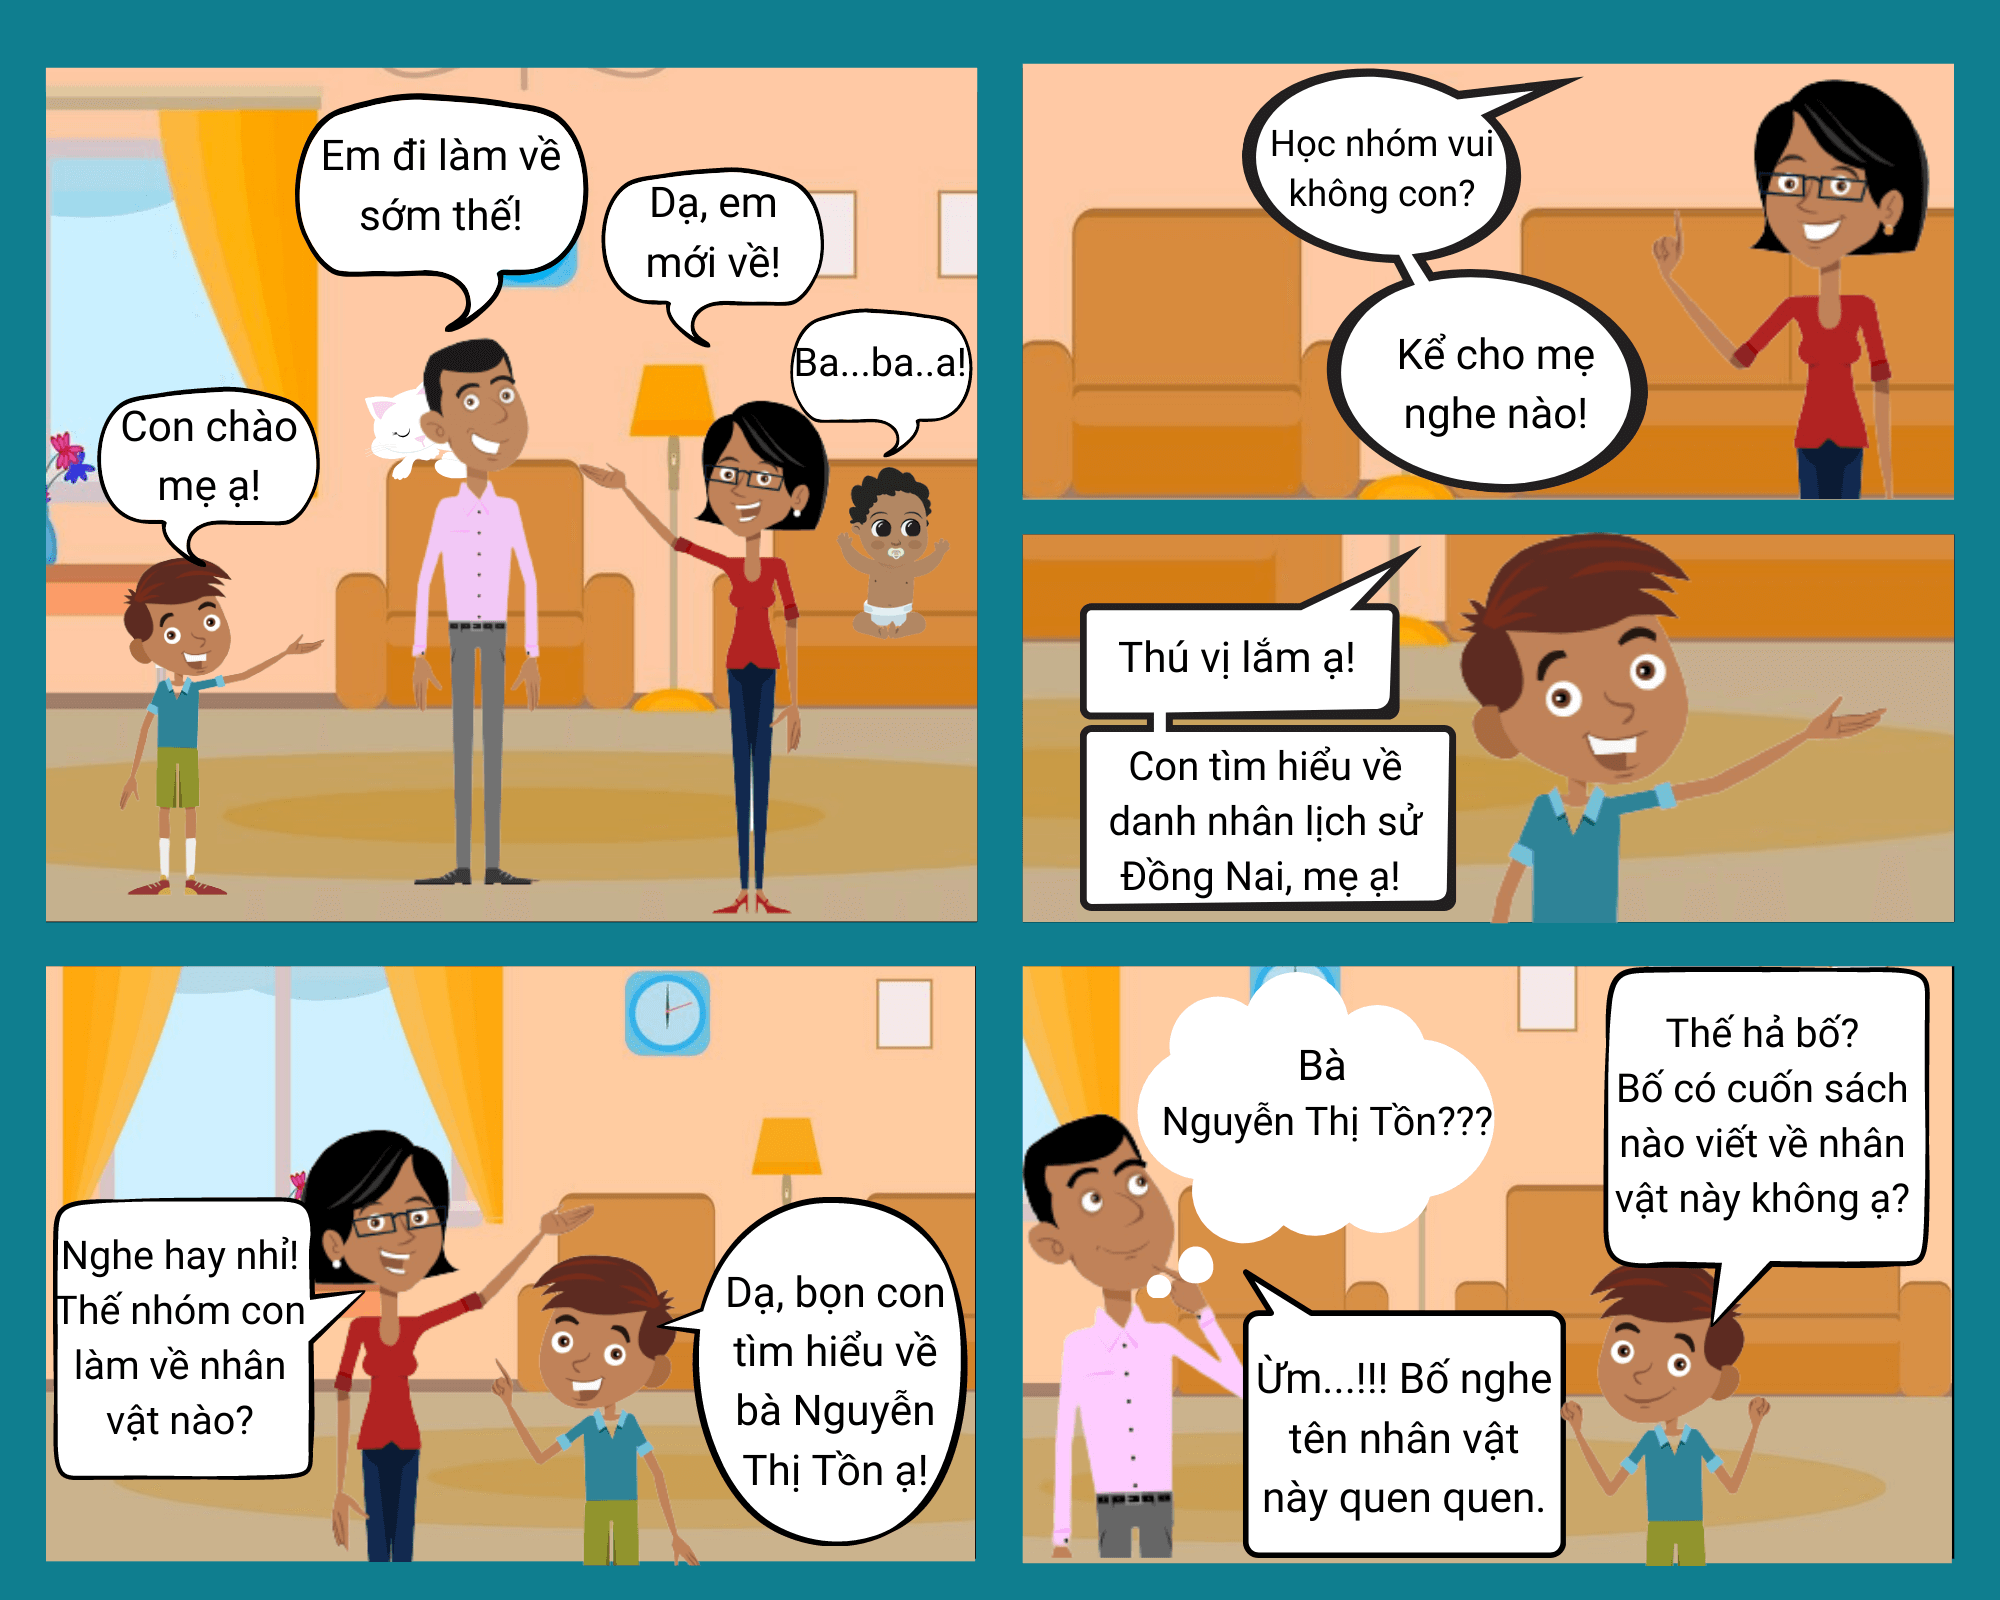 Em đi làm về
sớm thế!
Dạ, em
mới về!
Ba...ba..a!
Con chào
mẹ ạ!
Học nhóm vui
không con?
Kể cho mẹ
nghe nào!
Thú vị lắm ạ!
Con tìm hiểu về
danh nhân lịch sử
Đồng Nai, mẹ ạ!
Nghe hay nhỉ!
Thế nhóm con
làm về nhân
vật nào?
Dạ, bọn con
tìm hiểu về
bà Nguyễn
Thị Tồn ạ!
Bà
Nguyễn Thị Tồn???
Ừm...!!! Bố nghe
tên nhân vật
này quen quen.
Thế hả bố?
Bố có cuốn sách
nào viết về nhân
vật này không ạ?